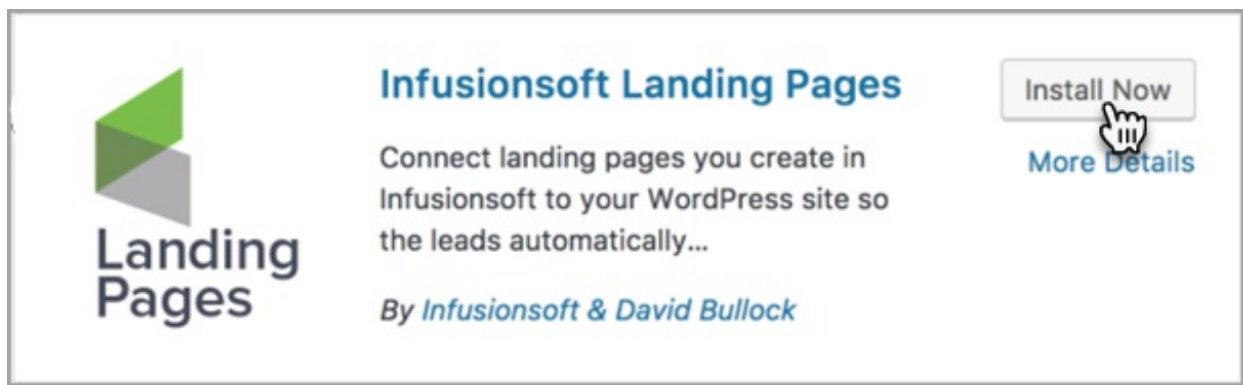 Infusionsoft Landing Pages
Install Now
More Details
Connect landing pages you create in
Infusionsoft to your WordPress site so
the leads automatically...
By Infusionsoft & David Bullock
Landing
Pages